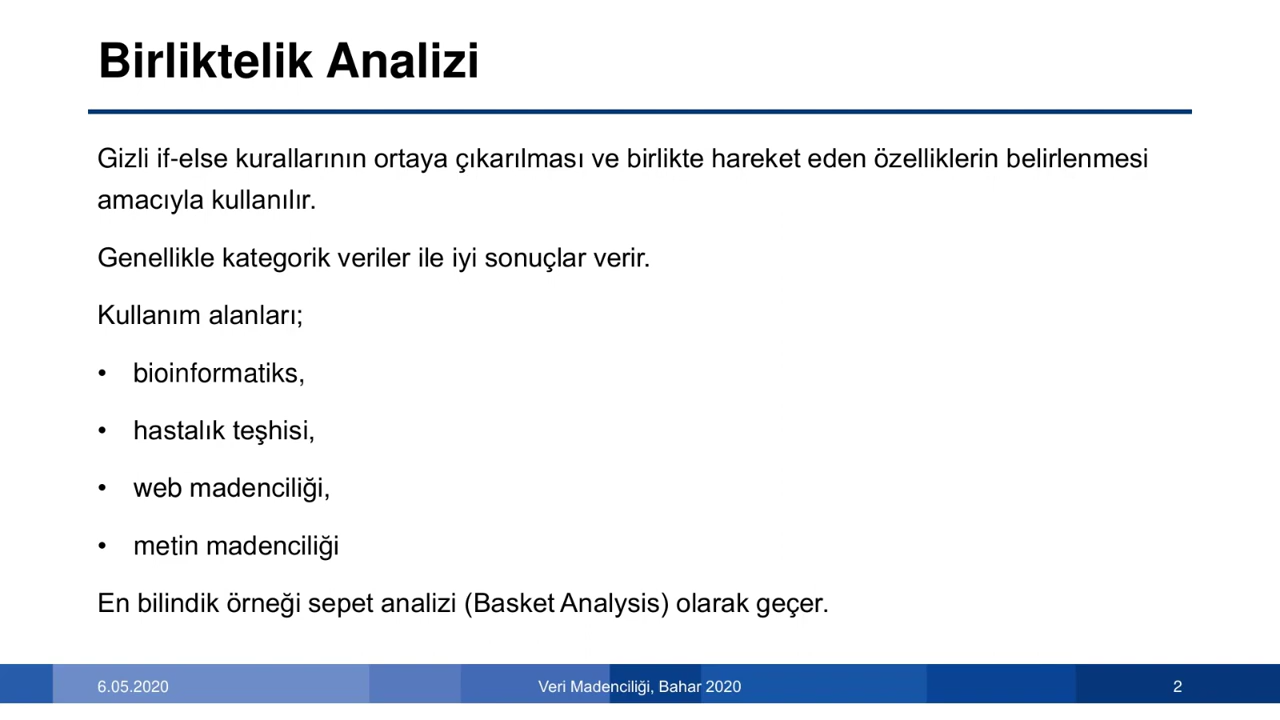 Birliktelik Analizi
Gizli if-else kurallarının ortaya çıkarılması ve birlikte hareket eden özelliklerin belirlenmesi
amacıyla kullanılır.
Genellikle kategorik veriler ile iyi sonuçlar verir.
Kullanım alanları;
• bioinformatiks,
• hastalık teşhisi,
• web madenciliği,
• metin madenciliği
En bilindik örneği sepet analizi (Basket Analysis) olarak geçer.
6.05.2020 Veri Madenciliği, Bahar 2020 2